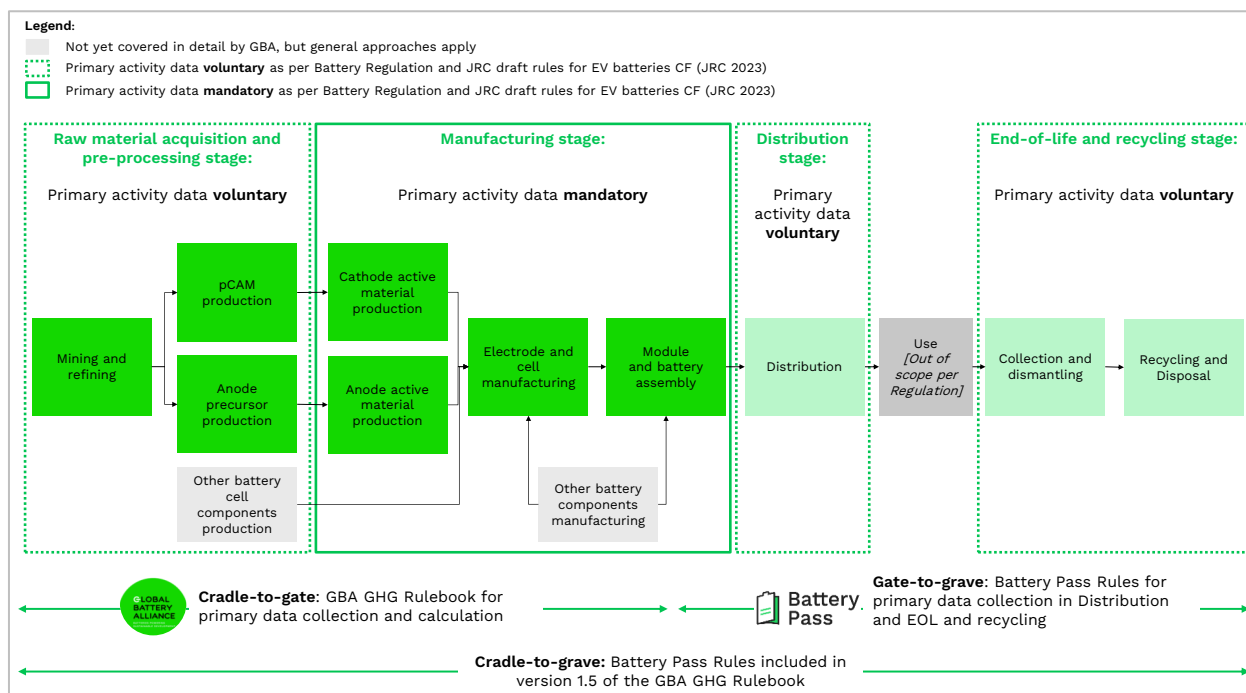 Legend:
Not yet covered in detail by GBA, but general approaches apply
Primary activity data voluntary as per Battery Regulation and JRC draft rules for EV batteries CF (JRC 2023)
Primary activity data mandatory as per Battery Regulation and JRC draft rules for EV batteries CF (JRC 2023)
Raw material acquisition and
pre-processing stage:
Primary activity data voluntary
Manufacturing stage:
Primary activity data mandatory
Distribution
stage:
Primary
activity data
voluntary
End-of-life and recycling stage:
Primary activity data voluntary
Mining and
refining
pCAM
production
Anode
precursor
production
Other battery
cell
components
production
Cathode active
material
production
Anode active
material
production
Electrode and
cell
manufacturing
Module
and battery
assembly
Other battery
components
manufacturing
Distribution
Use
[Out of
scope per
Regulation]
Collection and
dismantling
Recycling and
Disposal
GLOBAL
BATTERY
ALLIANCE
Cradle-to-gate: GBA GHG Rulebook for
primary data collection and calculation
Battery
Pass
Gate-to-grave: Battery Pass Rules for
primary data collection in Distribution
and EOL and recycling
Cradle-to-grave: Battery Pass Rules included in
version 1.5 of the GBA GHG Rulebook